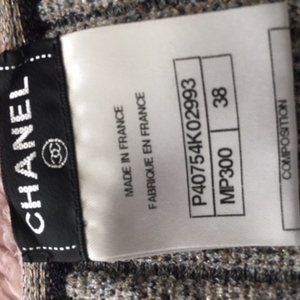 CHANEL
MADE IN FRANCE
FABRIQUE EN FRANCE
P40754K02993
MP300 38
COMPOSITION